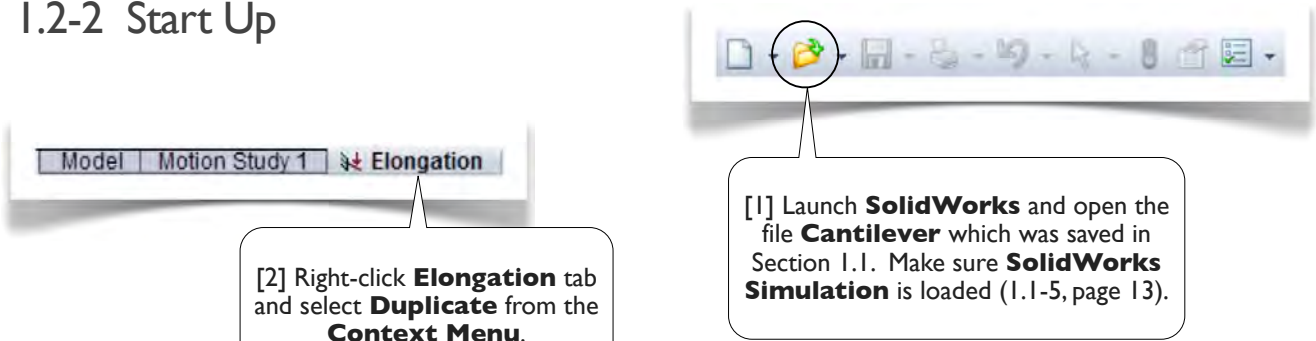 1.2-2 Start Up
[1] Launch SolidWorks and open the
file Cantilever which was saved in
Section 1.1. Make sure SolidWorks
Simulation is loaded (1.1-5, page 13).
Model Motion Study 1 Elongation
[2] Right-click Elongation tab
and select Duplicate from the
Context Menu.